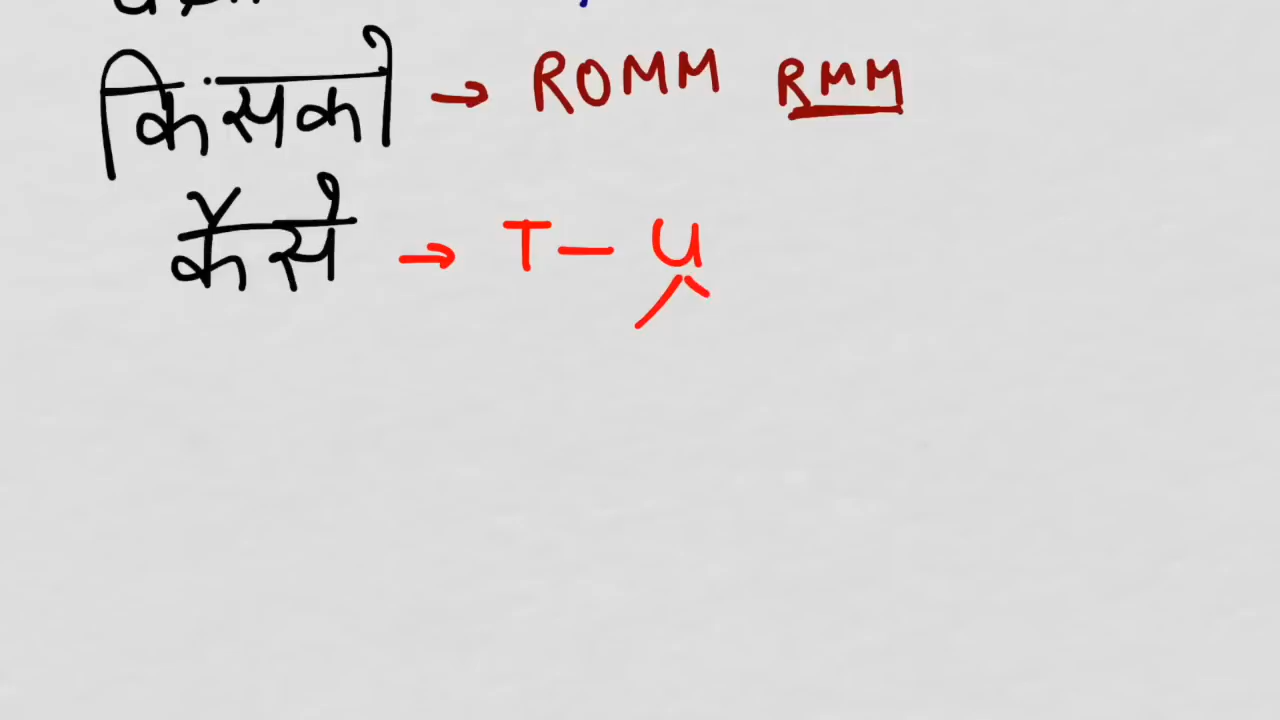 किसको → ROMM RMM
कैसे → T — U